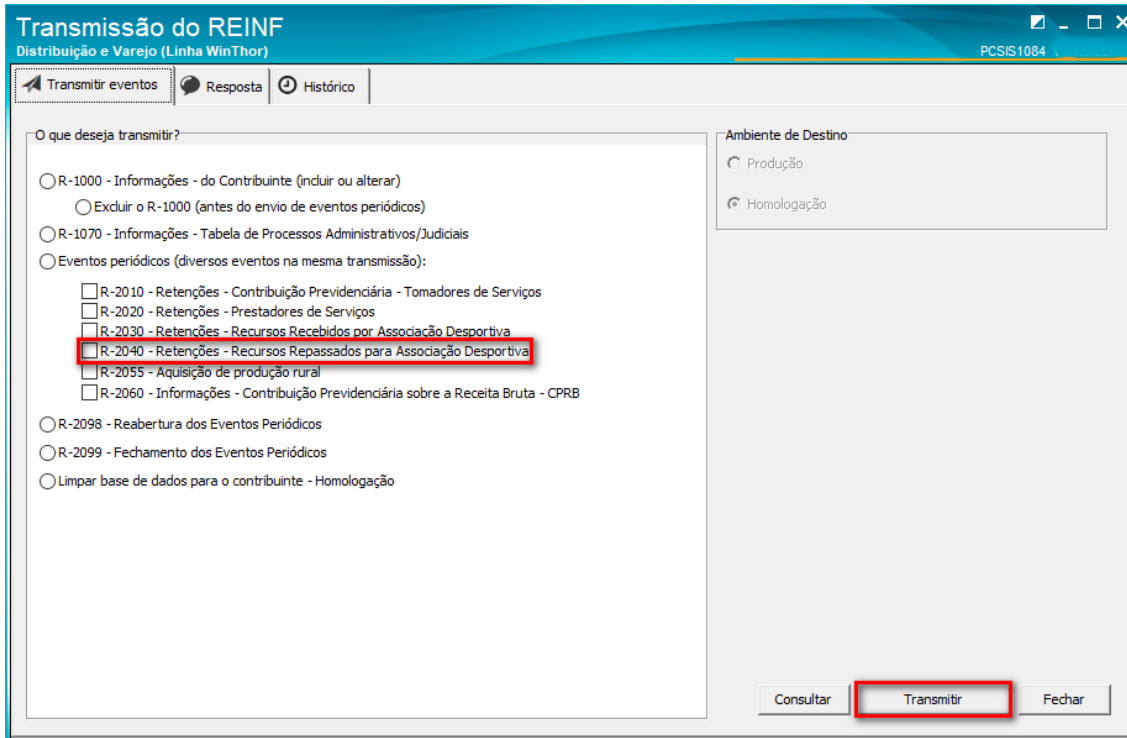 Transmissão do REINF
Distribuição e Varejo (Linha WinThor)
PCSIS1084
Transmitir eventos
Resposta
Histórico
O que deseja transmitir?
R-1000 - Informações - do Contribuinte (incluir ou alterar)
Excluir o R-1000 (antes do envio de eventos periódicos)
R-1070 - Informações - Tabela de Processos Administrativos/Judiciais
Eventos periódicos (diversos eventos na mesma transmissão):
R-2010 - Retenções - Contribuição Previdenciária - Tomadores de Serviços
R-2020 - Retenções - Prestadores de Serviços
R-2030 - Retenções - Recursos Recebidos por Associação Desportiva
R-2040 - Retenções - Recursos Repassados para Associação Desportiva
R-2055 - Aquisição de produção rural
R-2060 - Informações - Contribuição Previdenciária sobre a Receita Bruta - CPRB
R-2098 - Reabertura dos Eventos Periódicos
R-2099 - Fechamento dos Eventos Periódicos
Limpar base de dados para o contribuinte - Homologação
Ambiente de Destino
Produção
Homologação
Consultar
Transmitir
Fechar